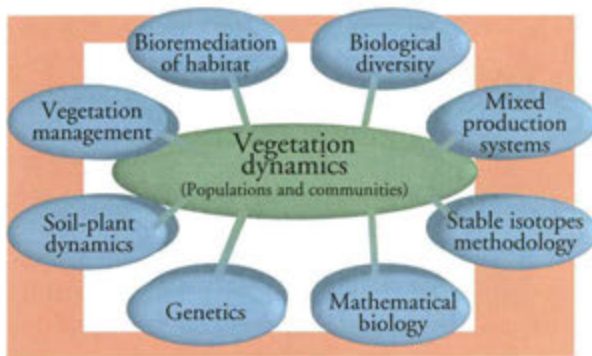 Bioremediation
of habitat
Biological
diversity
Vegetation
management
Mixed
production
systems
Vegetation
dynamics
(Populations and communities)
Soil-plant
dynamics
Stable isotopes
methodology
Genetics
Mathematical
biology